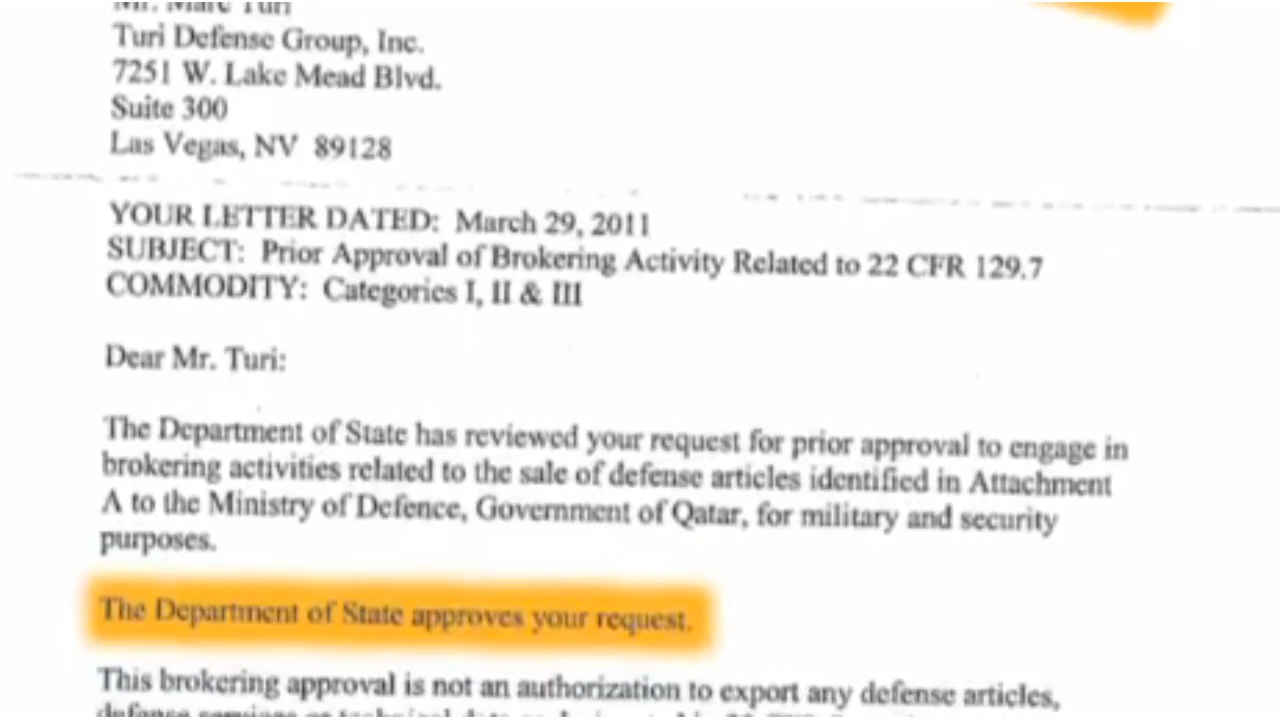 Mr. Marc Turi
Turi Defense Group, Inc.
7251 W. Lake Mead Blvd.
Suite 300
Las Vegas, NV 89128
YOUR LETTER DATED: March 29, 2011
SUBJECT: Prior Approval of Brokering Activity Related to 22 CFR 129.7
COMMODITY: Categories I, II & III
Dear Mr. Turi:
The Department of State has reviewed your request for prior approval to engage in
brokering activities related to the sale of defense articles identified in Attachment
A to the Ministry of Defence, Government of Qatar, for military and security
purposes.
The Department of State approves your request.
This brokering approval is not an authorization to export any defense articles,